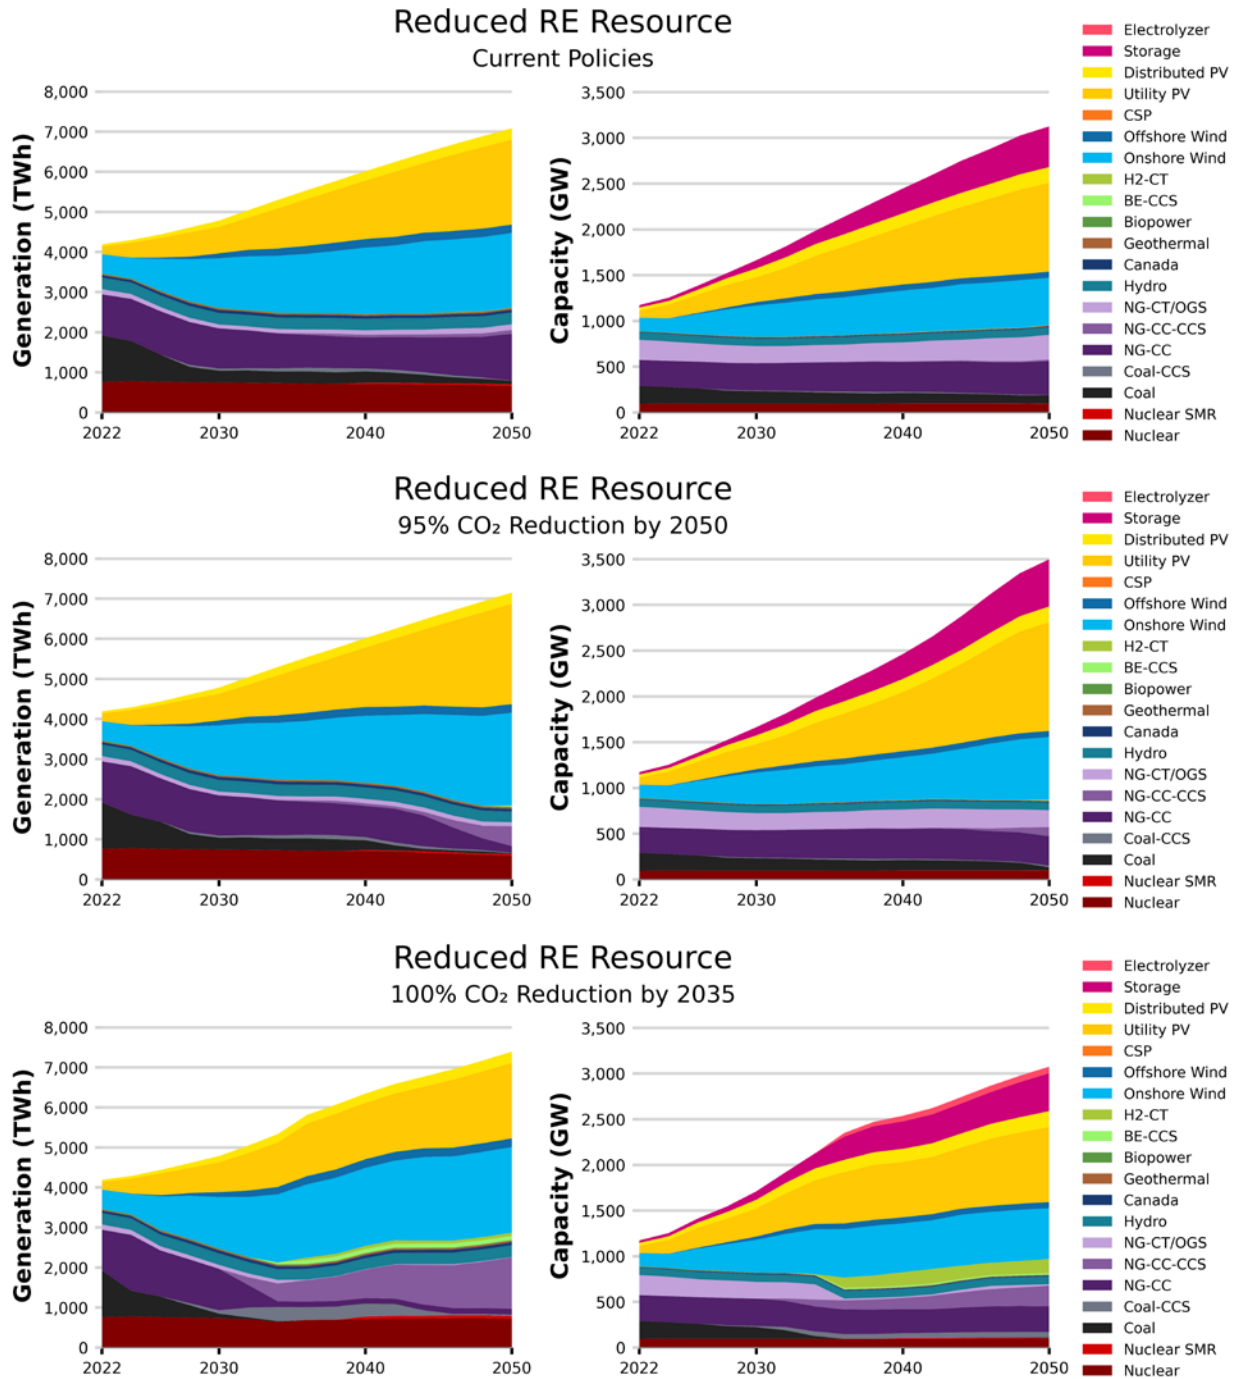 Reduced RE Resource
Current Policies
Generation (TWh)
8,000
7,000
6,000
5,000
4,000
3,000
2,000
1,000
0
2022
2030
2040
2050
Capacity (GW)
3,500
3,000
2,500
2,000
1,500
1,000
500
0
2022
2030
2040
2050
Electrolyzer
Storage
Distributed PV
Utility PV
CSP
Offshore Wind
Onshore Wind
H2-CT
BE-CCS
Biopower
Geothermal
Canada
Hydro
NG-CT/OGS
NG-CC-CCS
NG-CC
Coal-CCS
Coal
Nuclear SMR
Nuclear
Reduced RE Resource
95% CO₂ Reduction by 2050
Generation (TWh)
8,000
7,000
6,000
5,000
4,000
3,000
2,000
1,000
0
2022
2030
2040
2050
Capacity (GW)
3,500
3,000
2,500
2,000
1,500
1,000
500
0
2022
2030
2040
2050
Electrolyzer
Storage
Distributed PV
Utility PV
CSP
Offshore Wind
Onshore Wind
H2-CT
BE-CCS
Biopower
Geothermal
Canada
Hydro
NG-CT/OGS
NG-CC-CCS
NG-CC
Coal-CCS
Coal
Nuclear SMR
Nuclear
Reduced RE Resource
100% CO₂ Reduction by 2035
Generation (TWh)
8,000
7,000
6,000
5,000
4,000
3,000
2,000
1,000
0
2022
2030
2040
2050
Capacity (GW)
3,500
3,000
2,500
2,000
1,500
1,000
500
0
2022
2030
2040
2050
Electrolyzer
Storage
Distributed PV
Utility PV
CSP
Offshore Wind
Onshore Wind
H2-CT
BE-CCS
Biopower
Geothermal
Canada
Hydro
NG-CT/OGS
NG-CC-CCS
NG-CC
Coal-CCS
Coal
Nuclear SMR
Nuclear